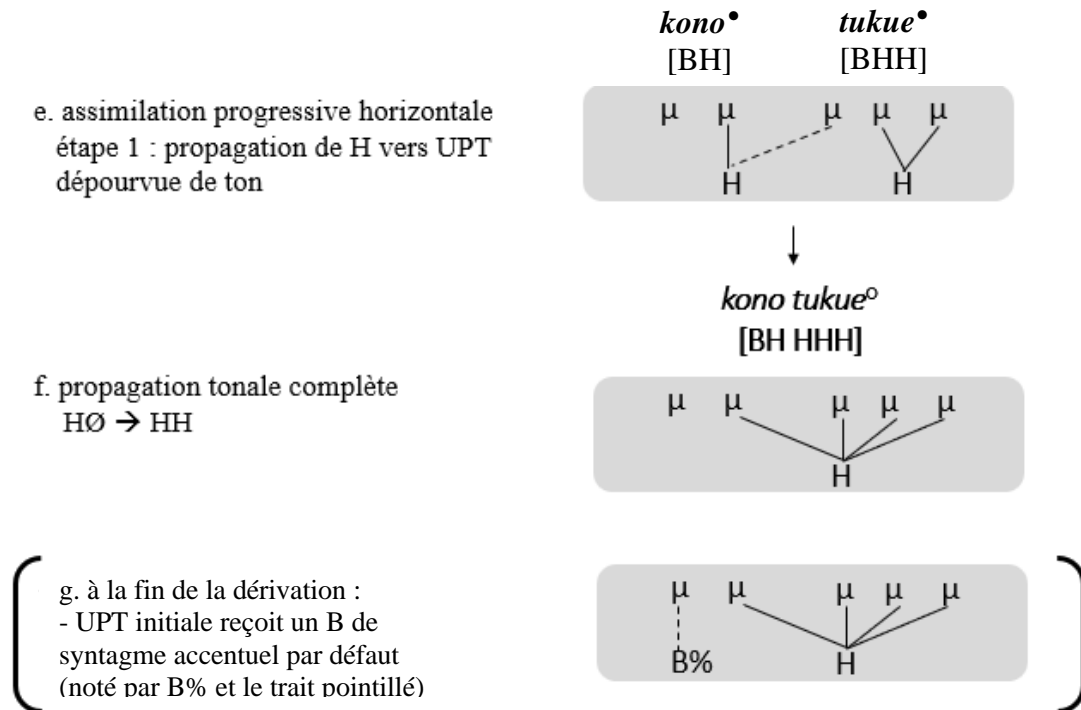 kono● tukue●
[BH] [BHH]
e. assimilation progressive horizontale
étape 1 : propagation de H vers UPT
dépourvue de ton
μ μ μ μ μ
H H
kono tukueᴼ
[BH HHH]
f. propagation tonale complète
HØ → HH
μ μ μ μ μ
H
g. à la fin de la dérivation :
- UPT initiale reçoit un B de
syntagme accentuel par défaut
(noté par B% et le trait pointillé)
μ μ μ μ μ
B% H